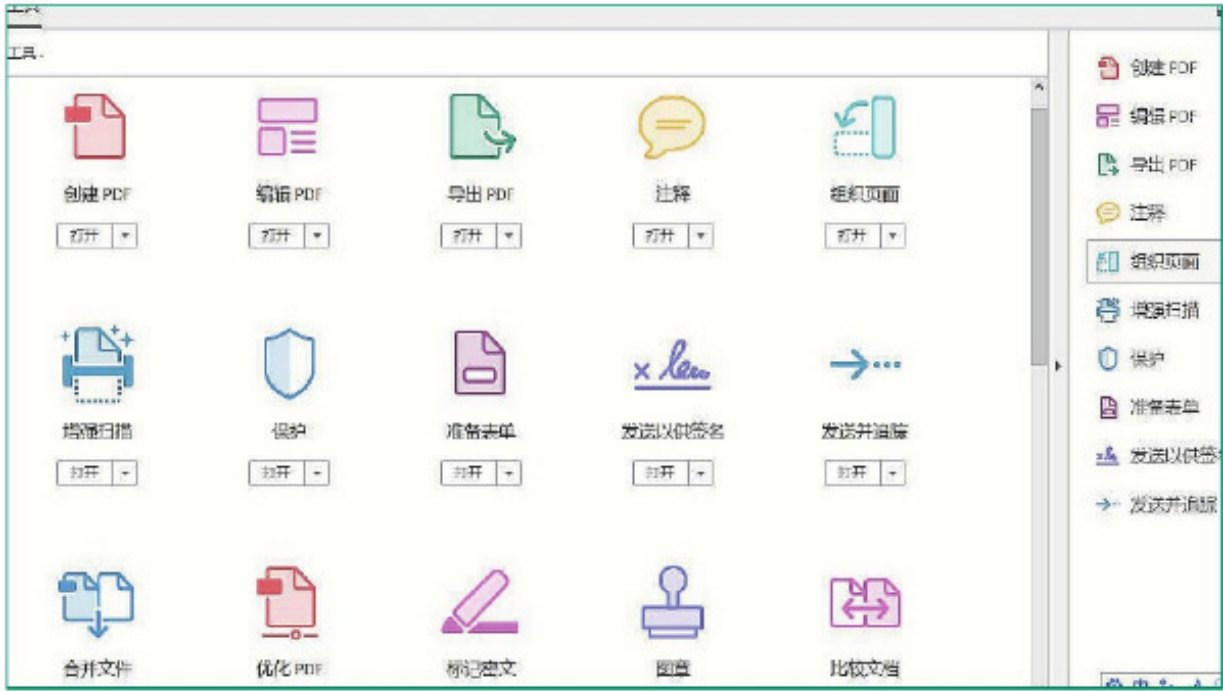 工具
创建 PDF
编辑 PDF
导出 PDF
注释
组织页面
打开
打开
打开
打开
打开
增强扫描
保护
准备表单
发送以供签名
发送并追踪
打开
打开
打开
打开
打开
合并文件
优化 PDF
标记密文
图章
比较文档
创建 PDF
编辑 PDF
导出 PDF
注释
组织页面
增强扫描
保护
准备表单
发送以供签
发送并追踪